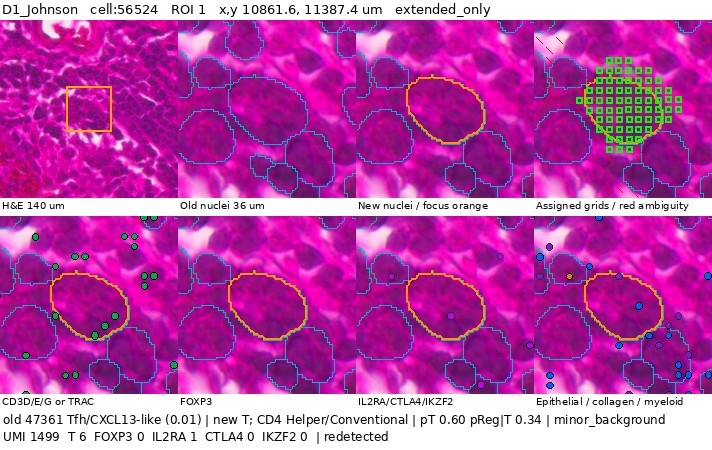 D1_Johnson   cell:56524   ROI 1   x,y 10861.6, 11387.4 um   extended_only
H&E 140 um
Old nuclei 36 um
New nuclei / focus orange
Assigned grids / red ambiguity
CD3D/E/G or TRAC
FOXP3
IL2RA/CTLA4/IKZF2
Epithelial / collagen / myeloid
old 47361 Tfh/CXCL13-like (0.01) | new T; CD4 Helper/Conventional | pT 0.60 pReg|T 0.34 | minor_background
UMI 1499  T 6  FOXP3 0  IL2RA 1  CTLA4 0  IKZF2 0  | redetected